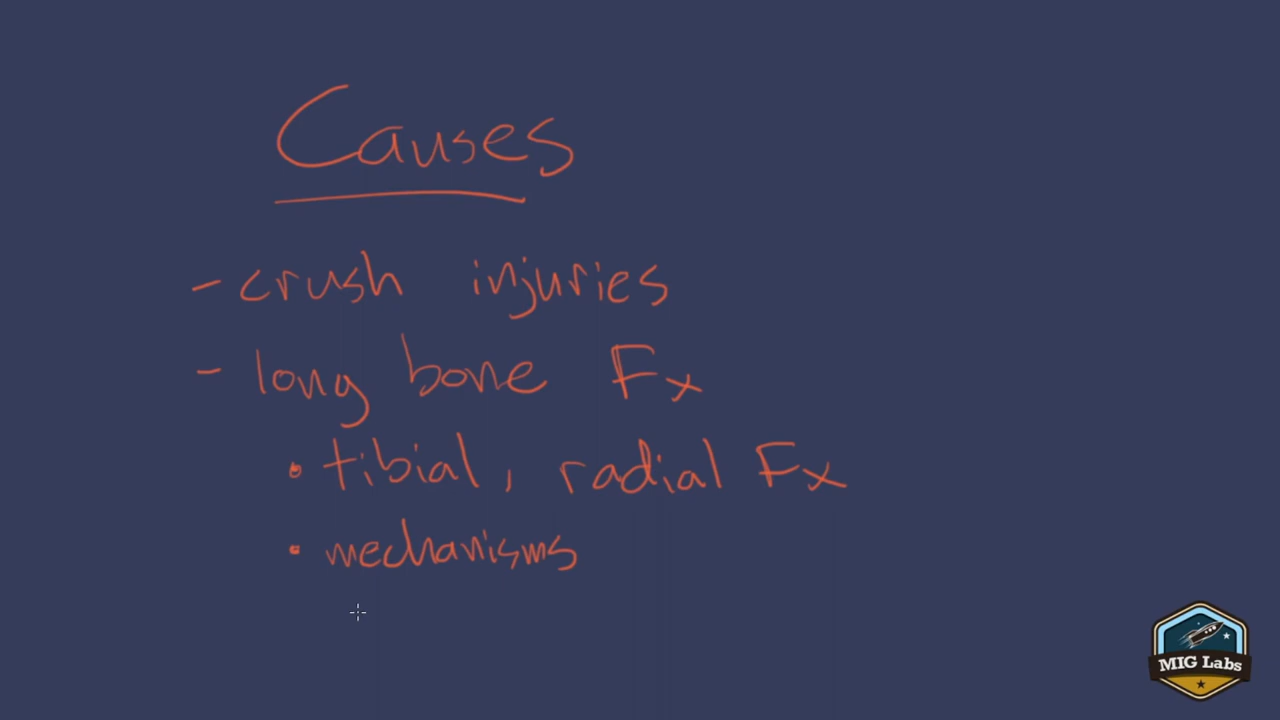 Causes
- crush injuries
- long bone Fx
• tibial, radial Fx
• mechanisms
MIG Labs